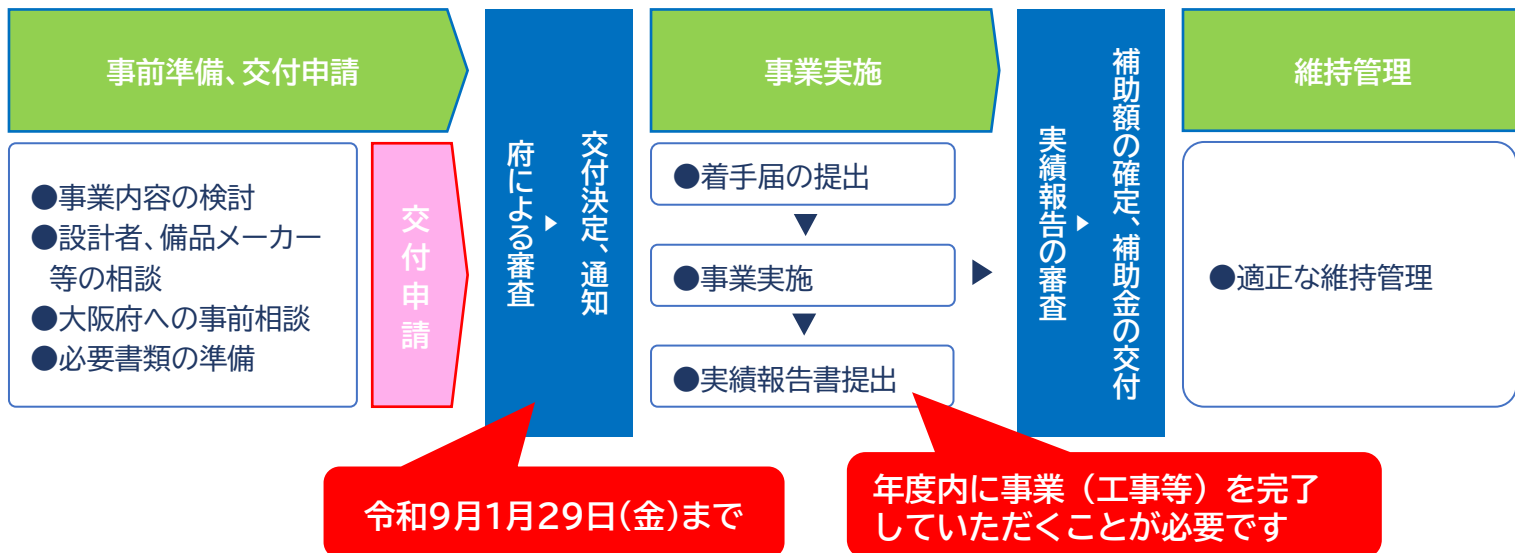 事前準備、交付申請
●事業内容の検討
●設計者、備品メーカー
等の相談
●大阪府への事前相談
●必要書類の準備
交付申請
府による審査
▶
交付決定、通知
事業実施
●着手届の提出
▼
●事業実施
▼
●実績報告書提出
▶
実績報告の審査
▶
補助額の確定、補助金の交付
維持管理
●適正な維持管理
令和9月1月29日(金)まで
年度内に事業（工事等）を完了
していただくことが必要です